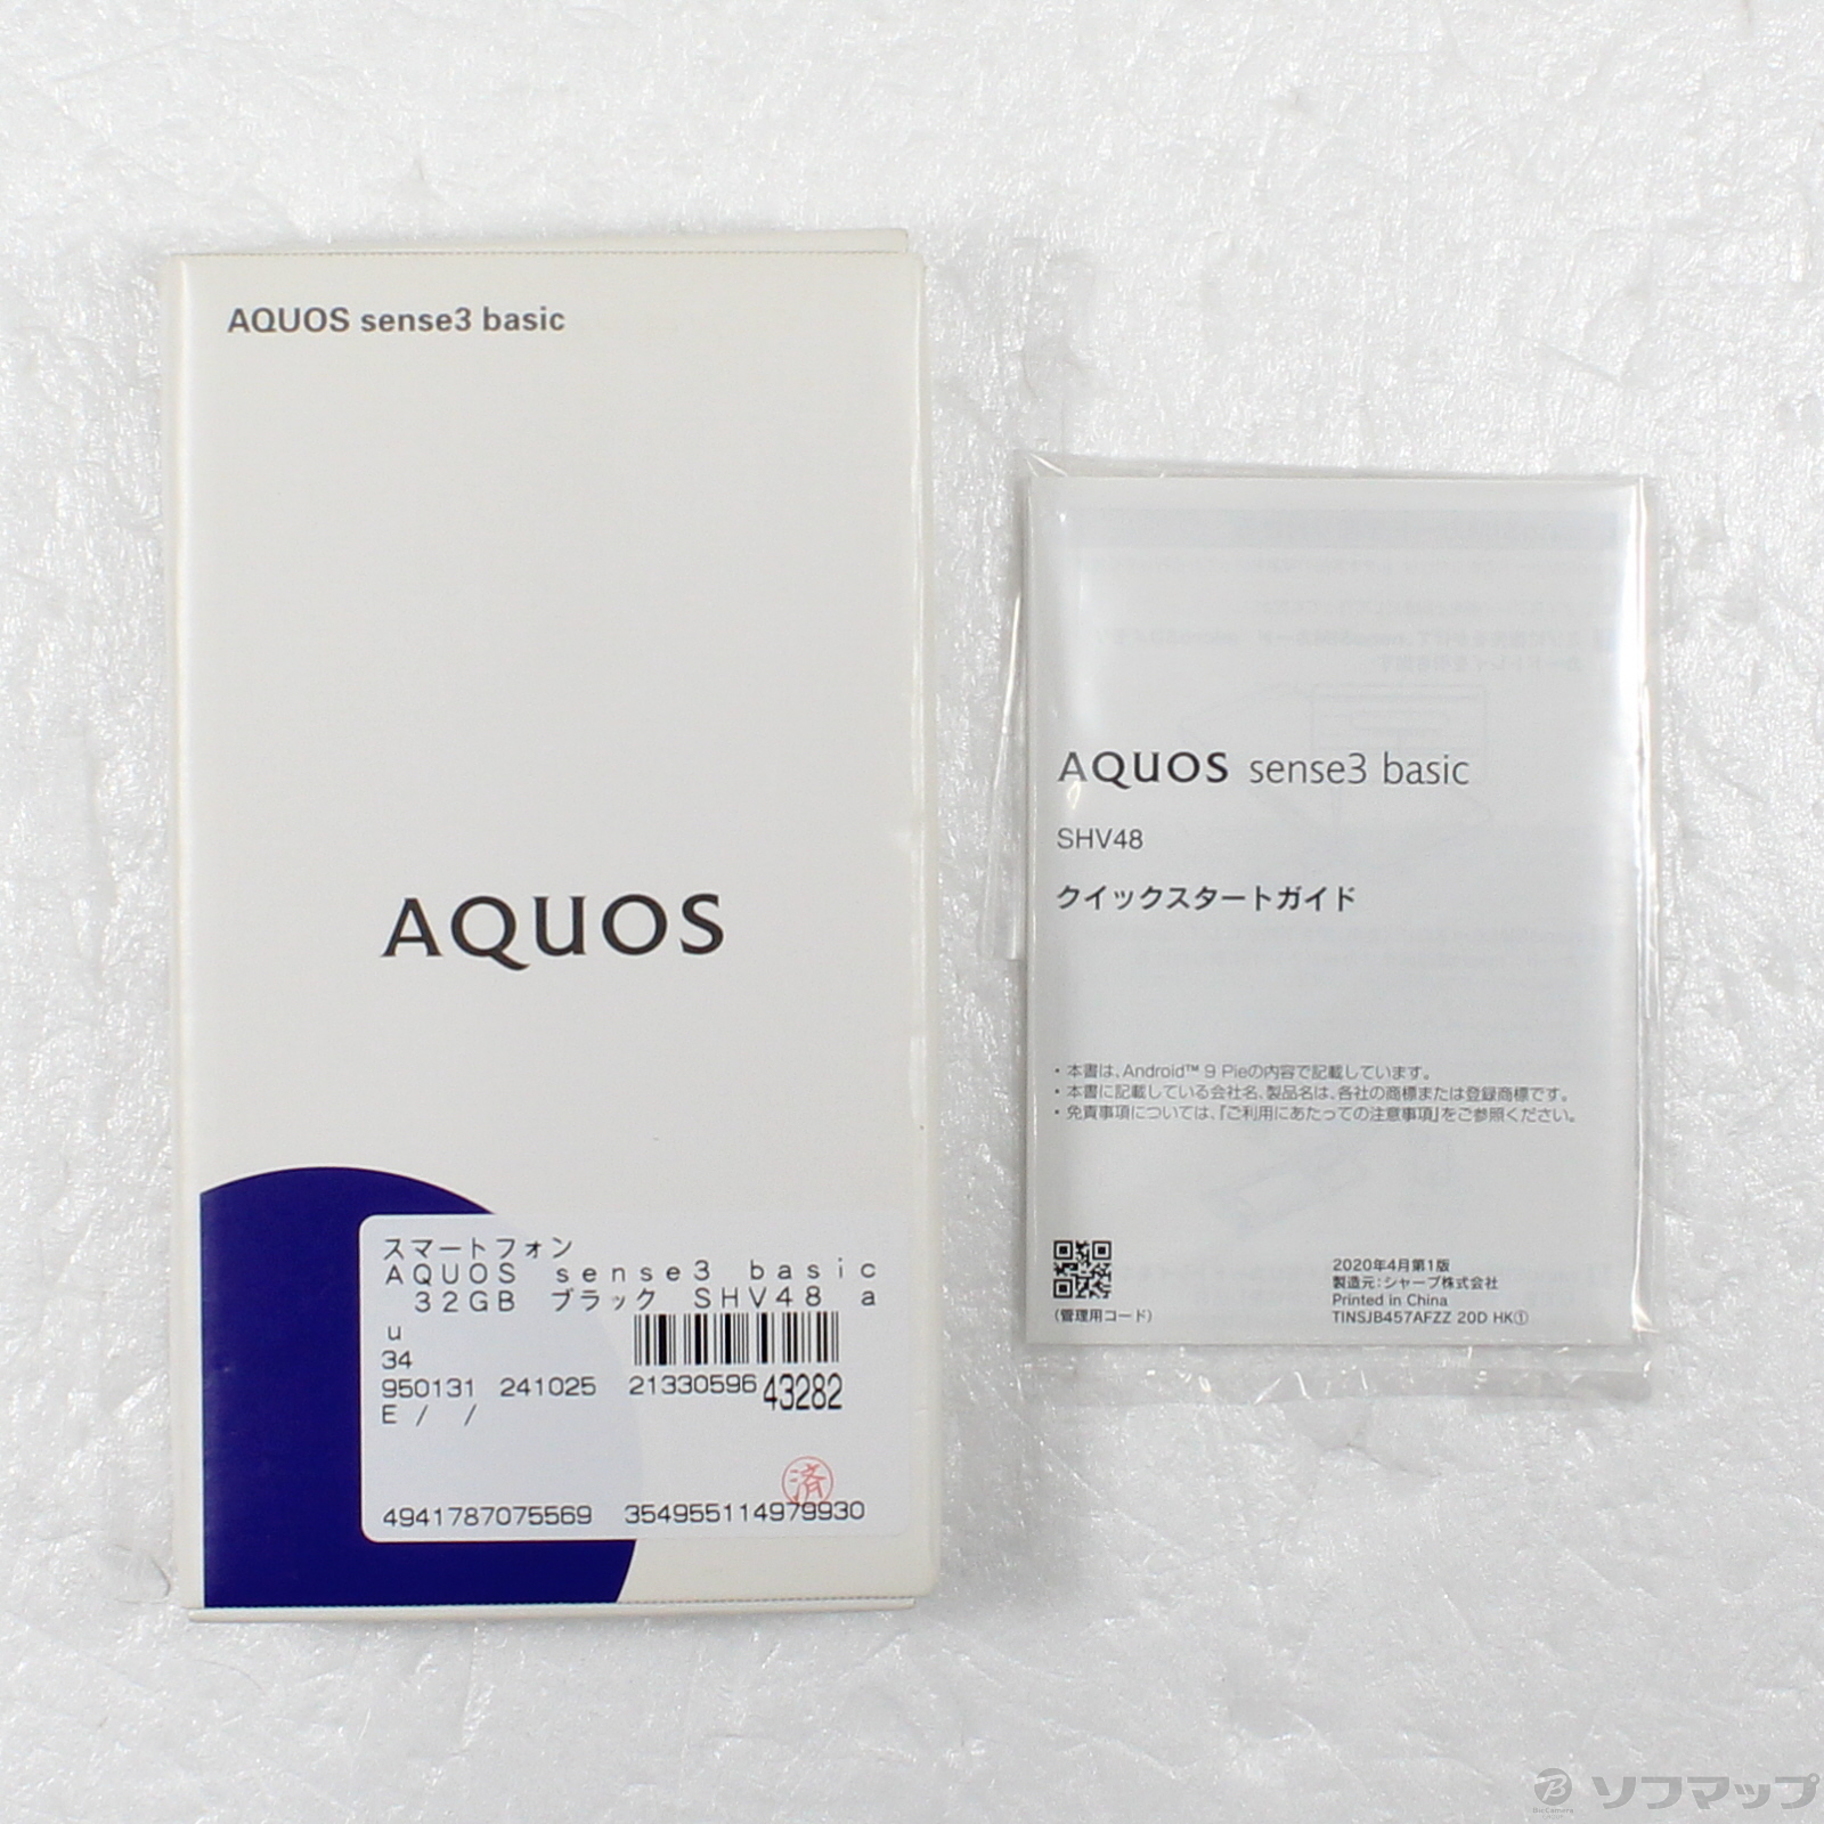 AQUOS sense3 basic
AQUOS
スマートフォン
AQUOS sense3 basic
32GB ブラック SHV48 a
u
34
950131 241025 21330596 43282
E / /
済
4941787075569 354955114979930
AQUOS sense3 basic
SHV48
クイックスタートガイド
・本書は、Android™ 9 Pieの内容で記載しています。
・本書に記載している会社名、製品名は、各社の商標または登録商標です。
・免責事項については、『ご利用にあたっての注意事項』をご参照ください。
(管理用コード)
2020年4月第1版
製造元:シャープ株式会社
Printed in China
TINSJB457AFZZ 20D HK①
ソフマップ